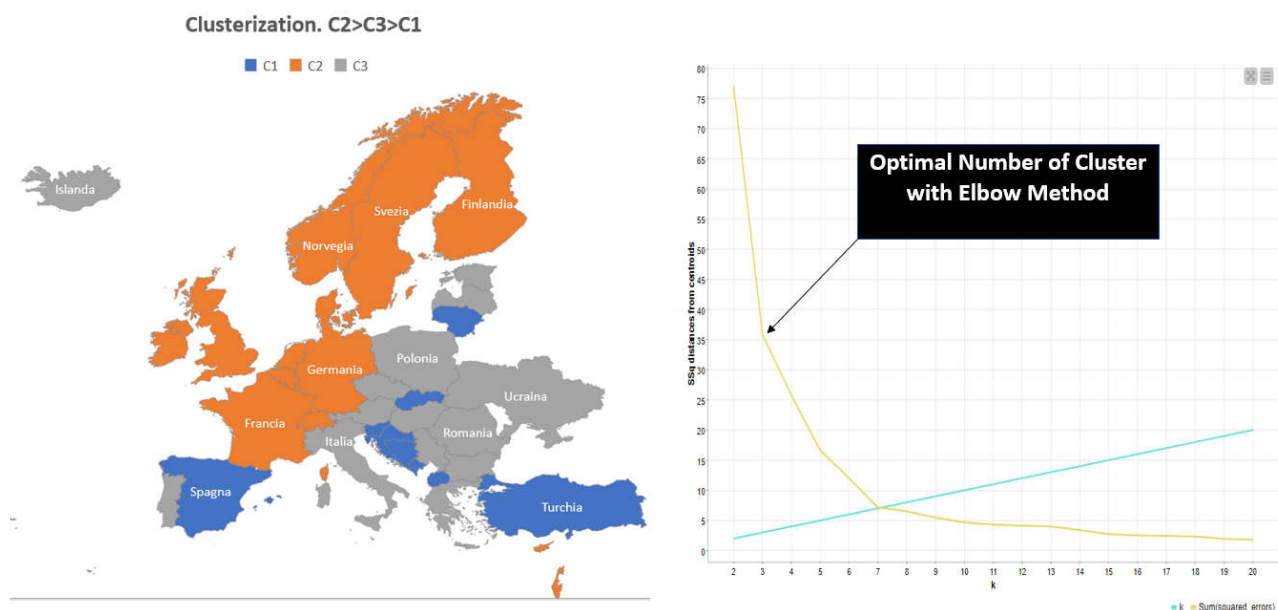 Clusterization. C2>C3>C1
C1 C2 C3
Islanda
Svezia
Finlandia
Norvegia
Polonia
Germania
Ucraina
Francia
Romania
Italia
Spagna
Turchia
80
75
70
65
60
55
50
45
40
35
30
25
20
15
10
5
0
SSq distances from centroids
Optimal Number of Cluster
with Elbow Method
2 3 4 5 6 7 8 9 10 11 12 13 14 15 16 17 18 19 20
k
k Sum(squared errors)